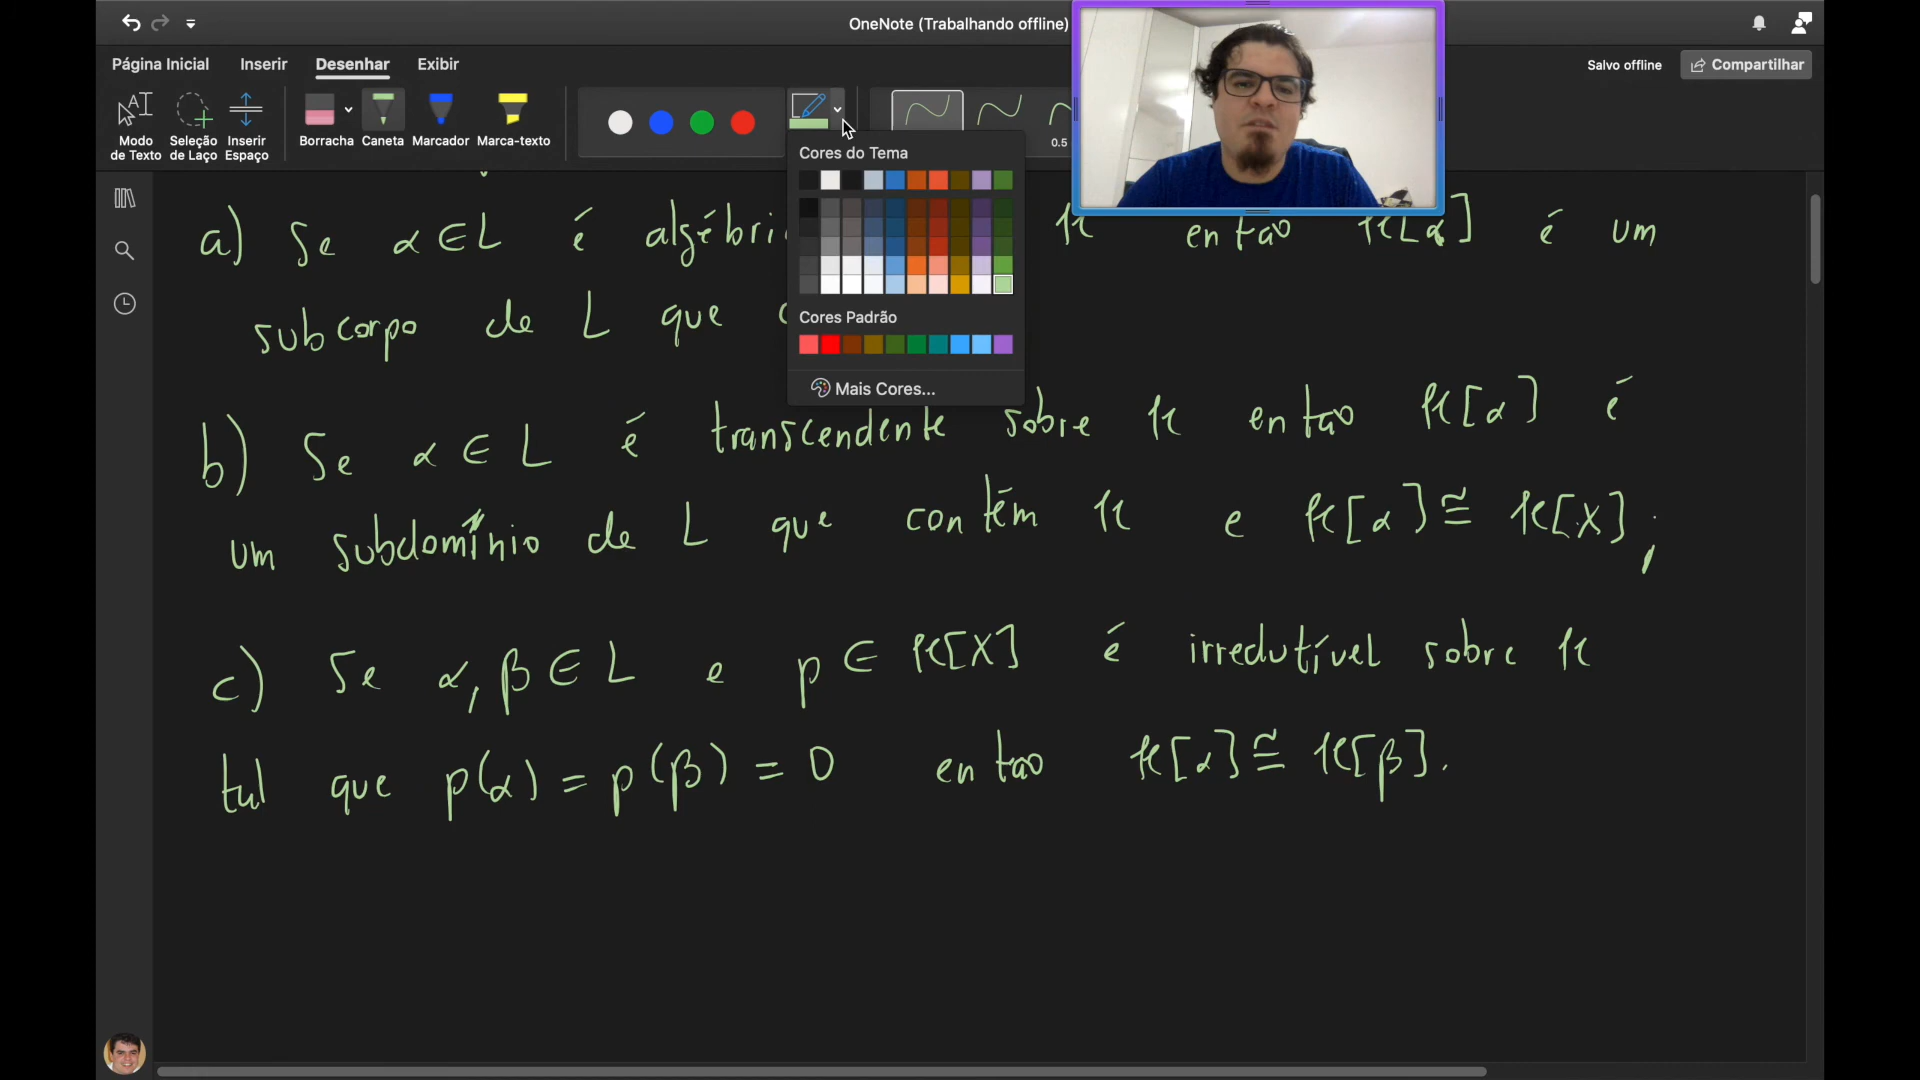 OneNote (Trabalhando offline)
Página Inicial Inserir Desenhar Exibir
Salvo offline Compartilhar
Modo de Texto Seleção de Laço Inserir Espaço Borracha Caneta Marcador Marca-texto 0.5
Cores do Tema
Cores Padrão
Mais Cores...
a) Se α ∈ L é K então K[α] é um
subcorpo de L que
b) Se α ∈ L é transcendente sobre K então K[α] é
um subdomínio de L que contém K e K[α] ≅ K[X];
c) Se α, β ∈ L e p ∈ K[X] é irredutível sobre K
tal que p(α) = p(β) = 0 então K[α] ≅ K[β].